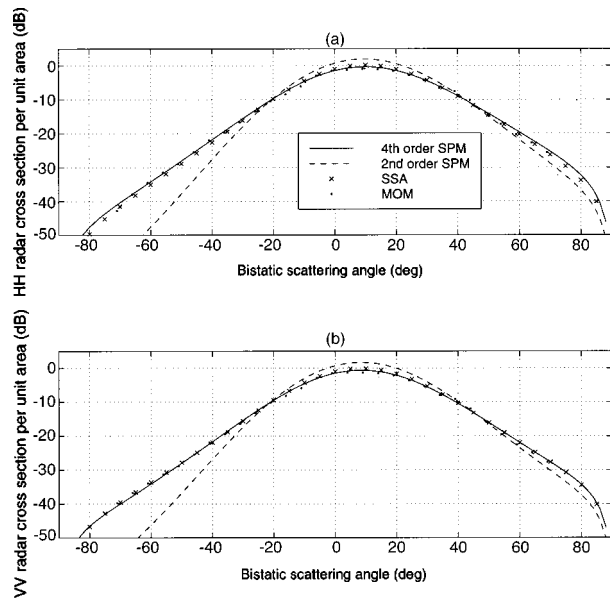 (a)
HH radar cross section per unit area (dB)
0
-10
-20
-30
-40
-50
4th order SPM
2nd order SPM
SSA
MOM
-80 -60 -40 -20 0 20 40 60 80
Bistatic scattering angle (deg)
(b)
VV radar cross section per unit area (dB)
0
-10
-20
-30
-40
-50
-80 -60 -40 -20 0 20 40 60 80
Bistatic scattering angle (deg)